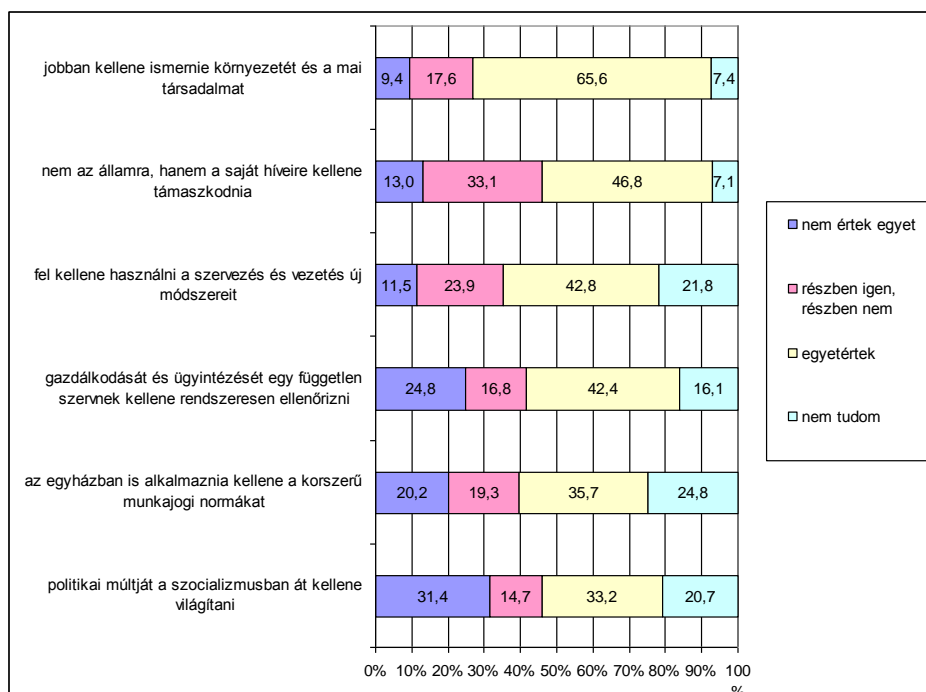 jobban kellene ismernie környezetét és a mai
társadalmat
9,4 17,6 65,6 7,4
nem az államra, hanem a saját híveire kellene
támaszkodnia
13,0 33,1 46,8 7,1
fel kellene használni a szervezés és vezetés új
módszereit
11,5 23,9 42,8 21,8
gazdálkodását és ügyintézését egy független
szervnek kellene rendszeresen ellenőrizni
24,8 16,8 42,4 16,1
az egyházban is alkalmaznia kellene a korszerű
munkajogi normákat
20,2 19,3 35,7 24,8
politikai múltját a szocializmusban át kellene
világítani
31,4 14,7 33,2 20,7
0% 10% 20% 30% 40% 50% 60% 70% 80% 90% 100
%
nem értek egyet
részben igen,
részben nem
egyetértek
nem tudom